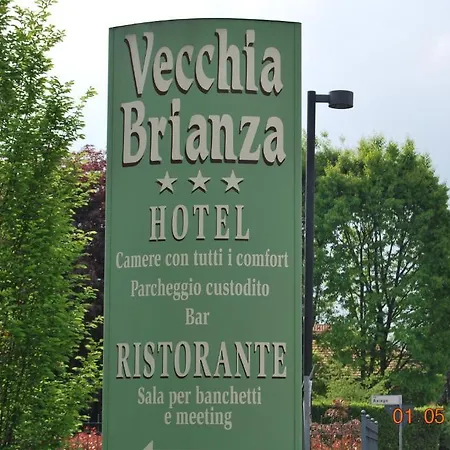 Vecchia
Brianza
HOTEL
Camere con tutti i comfort
Parcheggio custodito
Bar
RISTORANTE
Sala per banchetti
e meeting
01 05